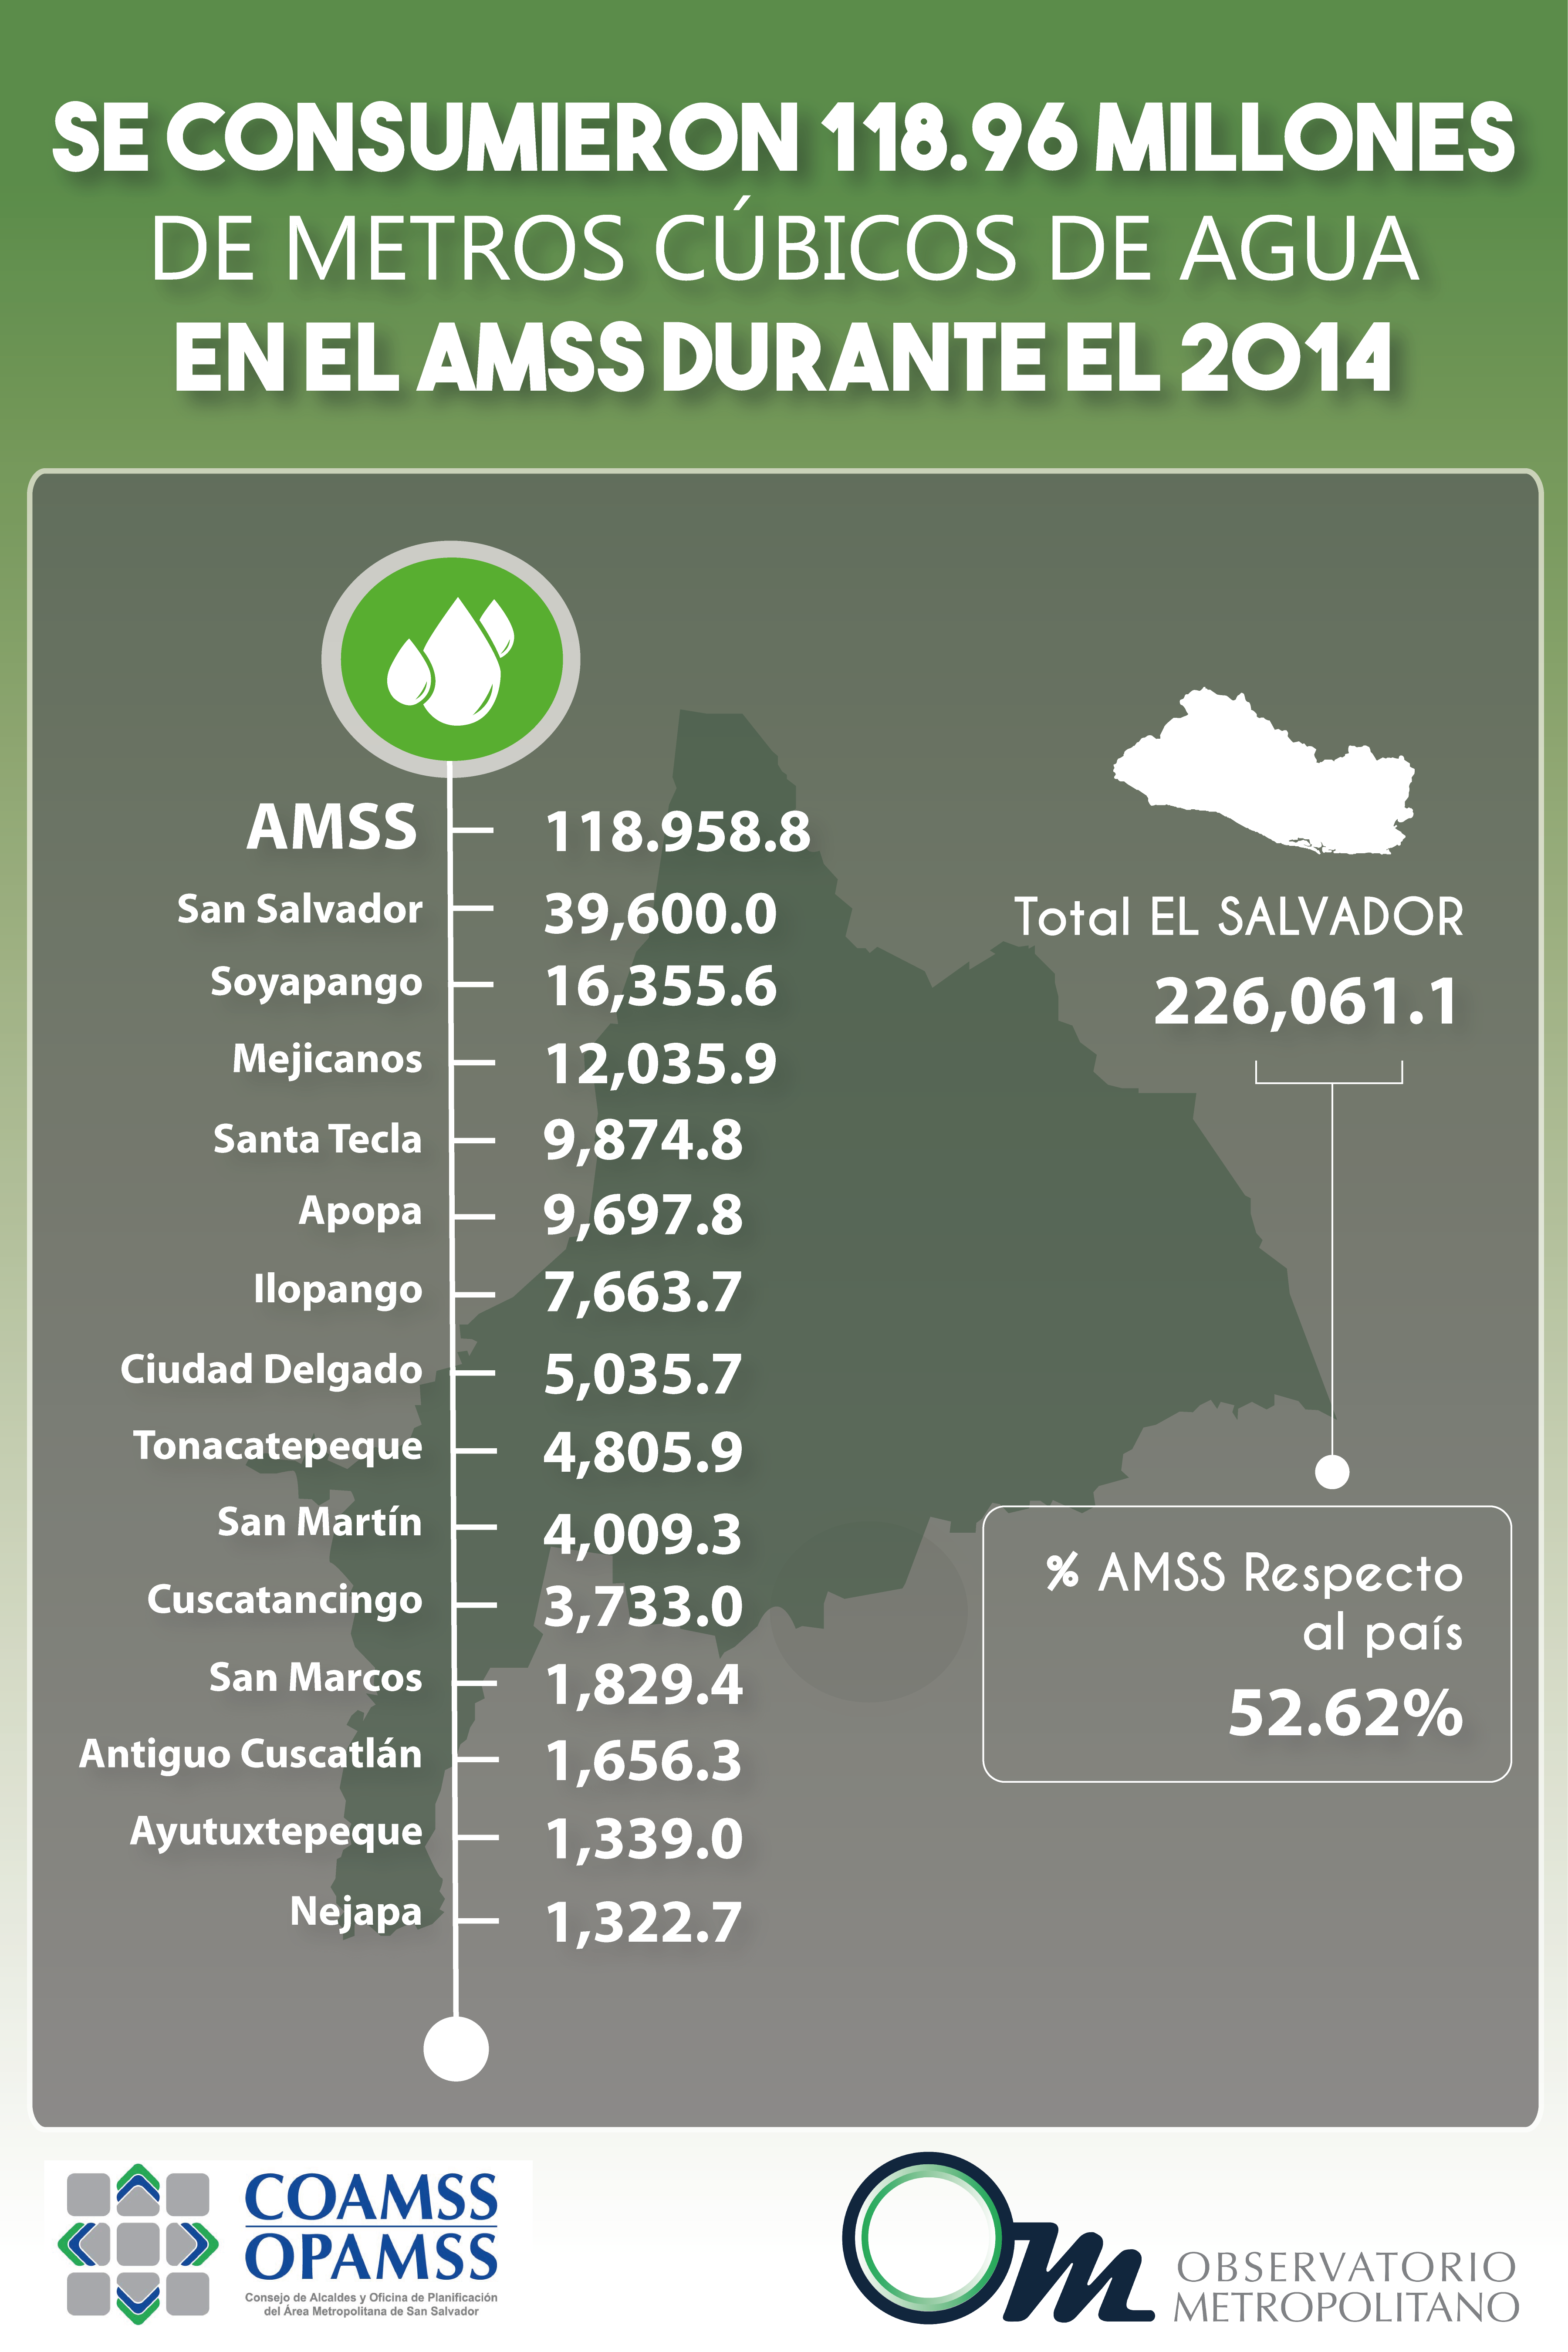 SE CONSUMIERON 118.96 MILLONES
DE METROS CÚBICOS DE AGUA
EN EL AMSS DURANTE EL 2014
AMSS 118.958.8
San Salvador 39,600.0
Soyapango 16,355.6
Mejicanos 12,035.9
Santa Tecla 9,874.8
Apopa 9,697.8
Ilopango 7,663.7
Ciudad Delgado 5,035.7
Tonacatepeque 4,805.9
San Martín 4,009.3
Cuscatancingo 3,733.0
San Marcos 1,829.4
Antiguo Cuscatlán 1,656.3
Ayutuxtepeque 1,339.0
Nejapa 1,322.7
Total EL SALVADOR
226,061.1
% AMSS Respecto
al país
52.62%
COAMSS
OPAMSS
Consejo de Alcaldes y Oficina de Planificación
del Área Metropolitana de San Salvador
Om
OBSERVATORIO
METROPOLITANO